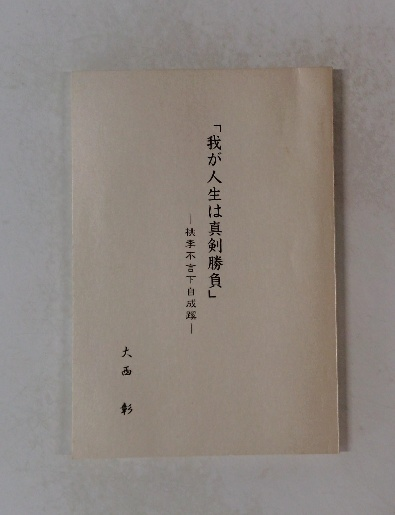 「我が人生は真剣勝負」
―桃李不言下自成蹊―
大西 彰